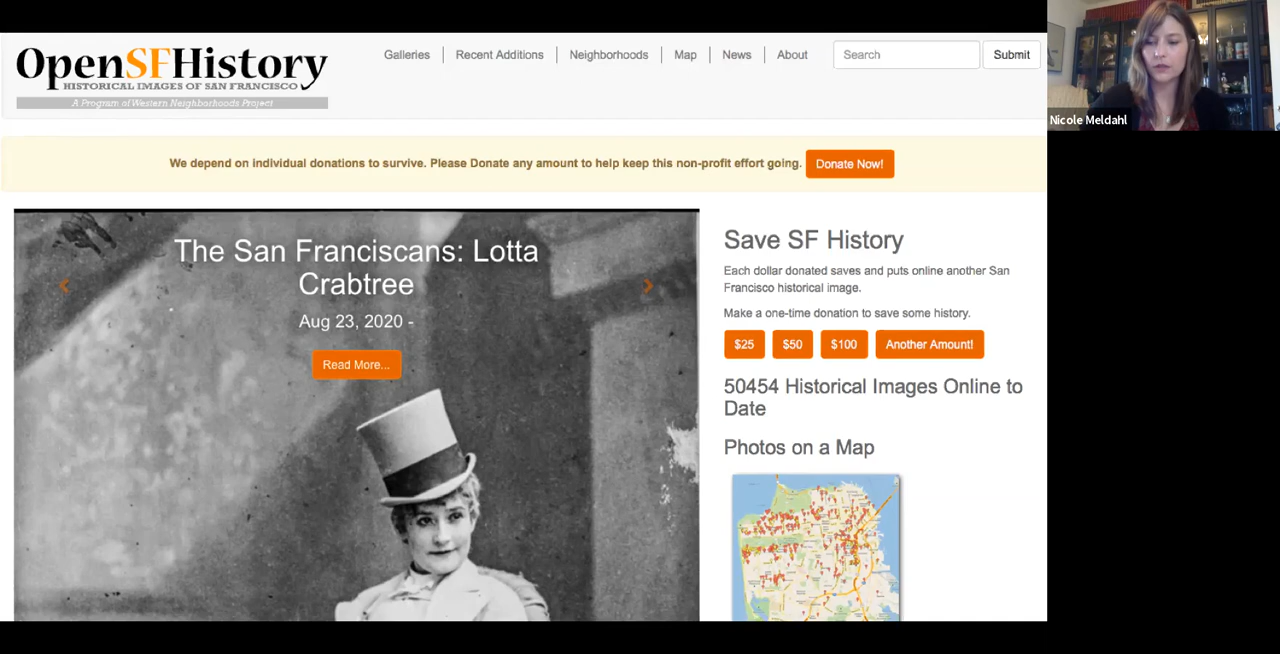 OpenSFHistory
HISTORICAL IMAGES OF SAN FRANCISCO
A Program of Western Neighborhoods Project
Galleries
Recent Additions
Neighborhoods
Map
News
About
Search
Submit
Nicole Meldahl
We depend on individual donations to survive. Please Donate any amount to help keep this non-profit effort going.
Donate Now!
The San Franciscans: Lotta
Crabtree
Aug 23, 2020 -
Read More...
Save SF History
Each dollar donated saves and puts online another San
Francisco historical image.
Make a one-time donation to save some history.
$25
$50
$100
Another Amount!
50454 Historical Images Online to
Date
Photos on a Map